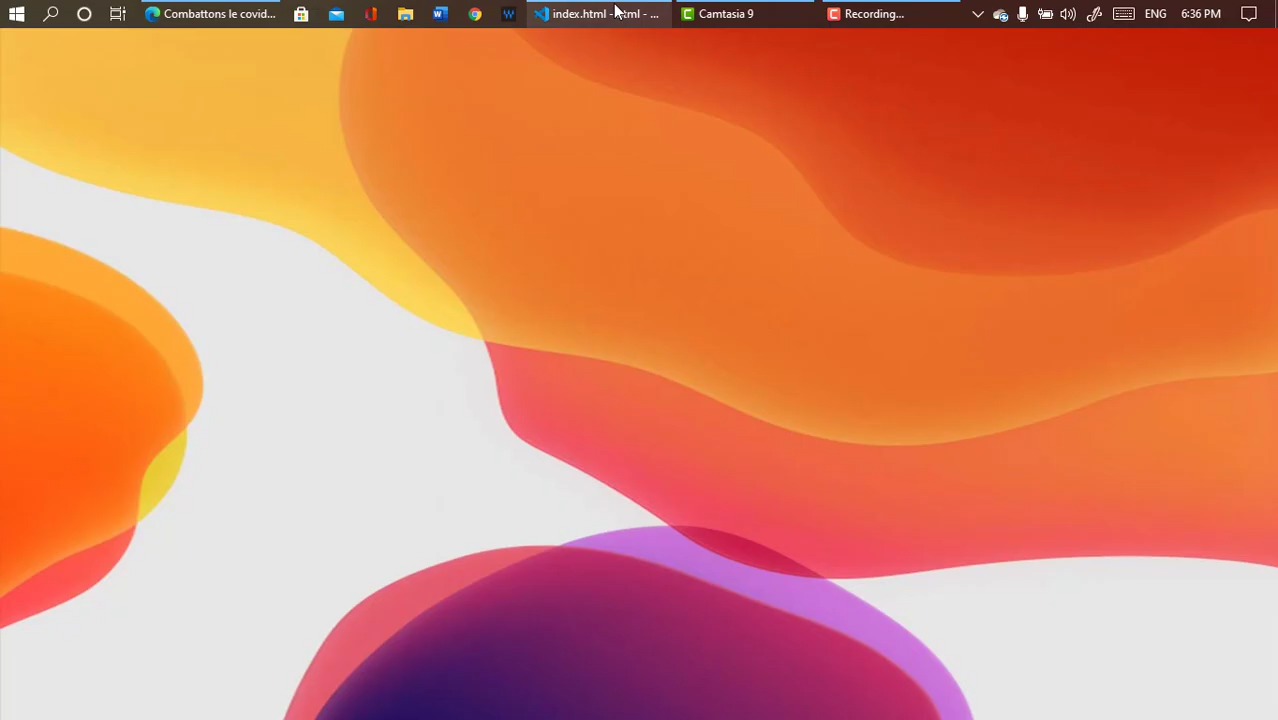 Combattons le covid...
index.html - html - ...
Camtasia 9
Recording...
ENG
6:36 PM